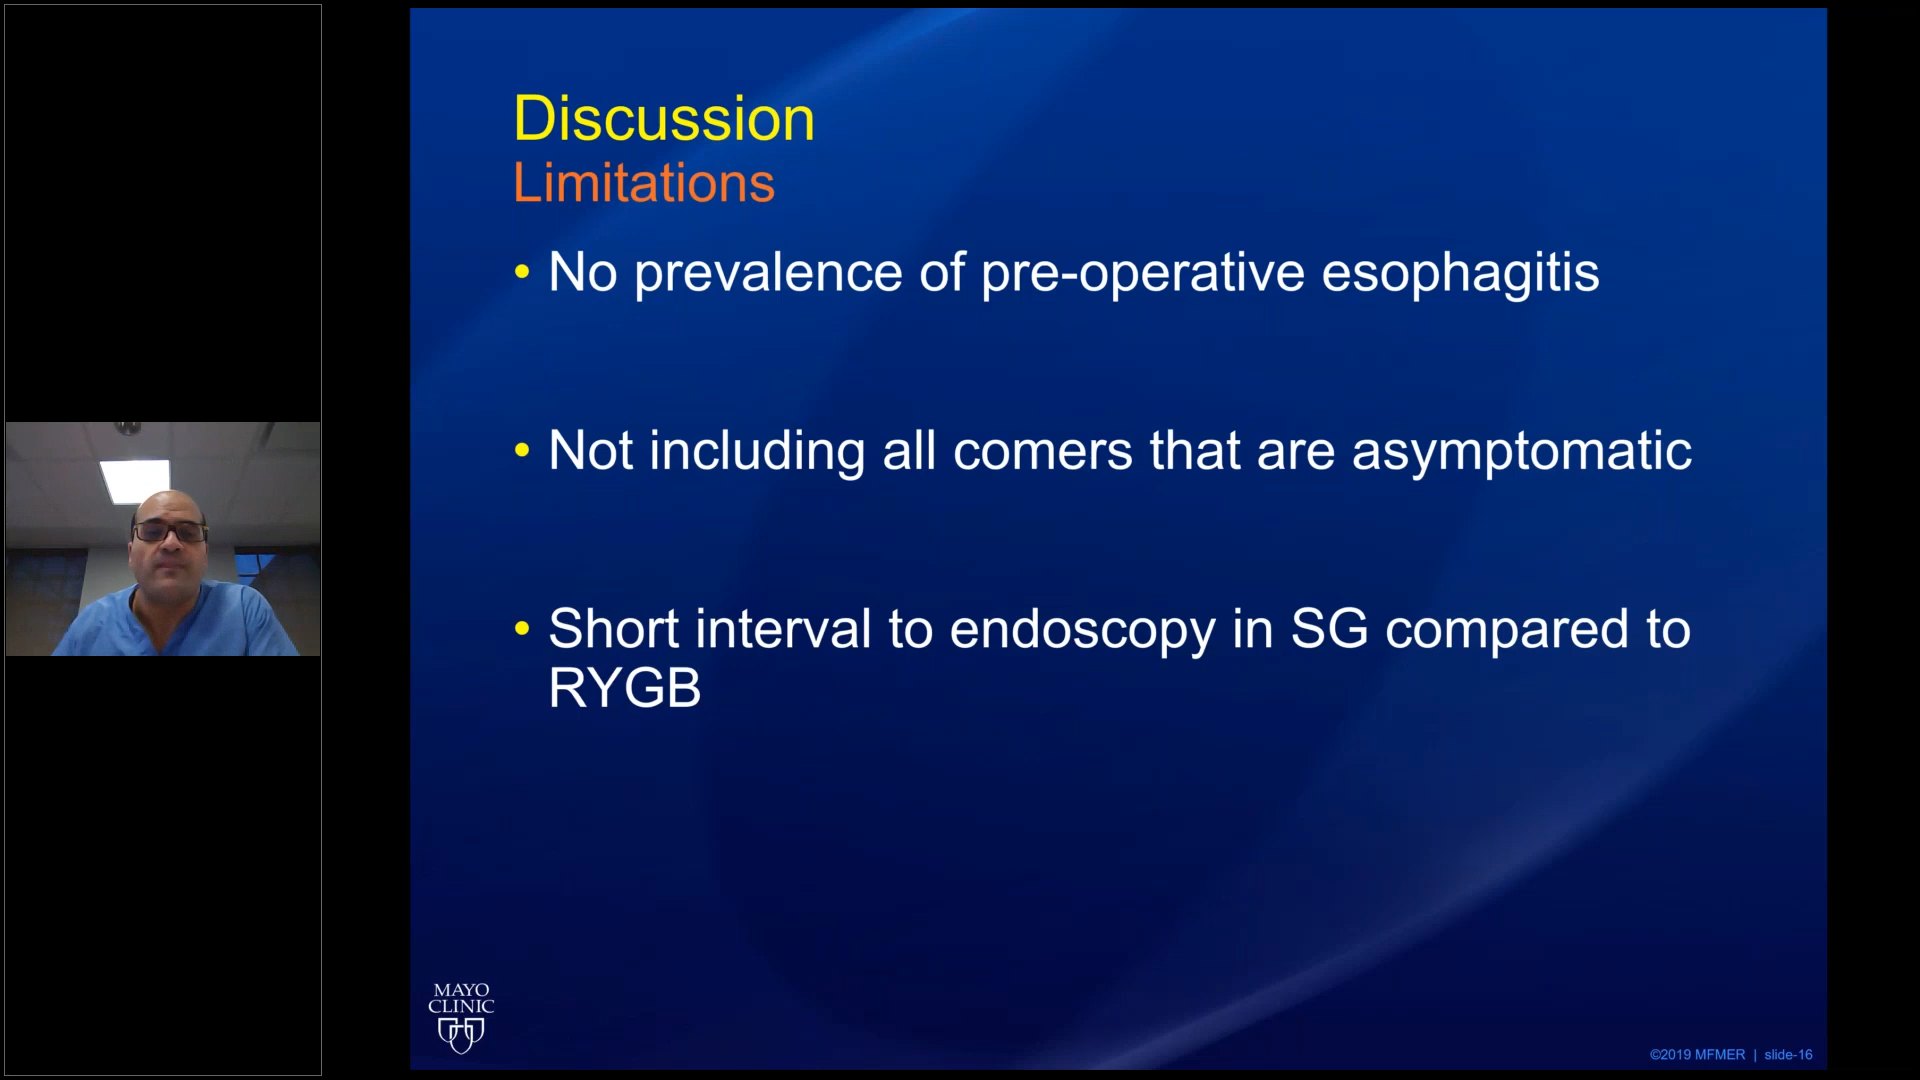 Discussion
Limitations
• No prevalence of pre-operative esophagitis
• Not including all comers that are asymptomatic
• Short interval to endoscopy in SG compared to
RYGB
MAYO
CLINIC
©2019 MFMER | slide-16